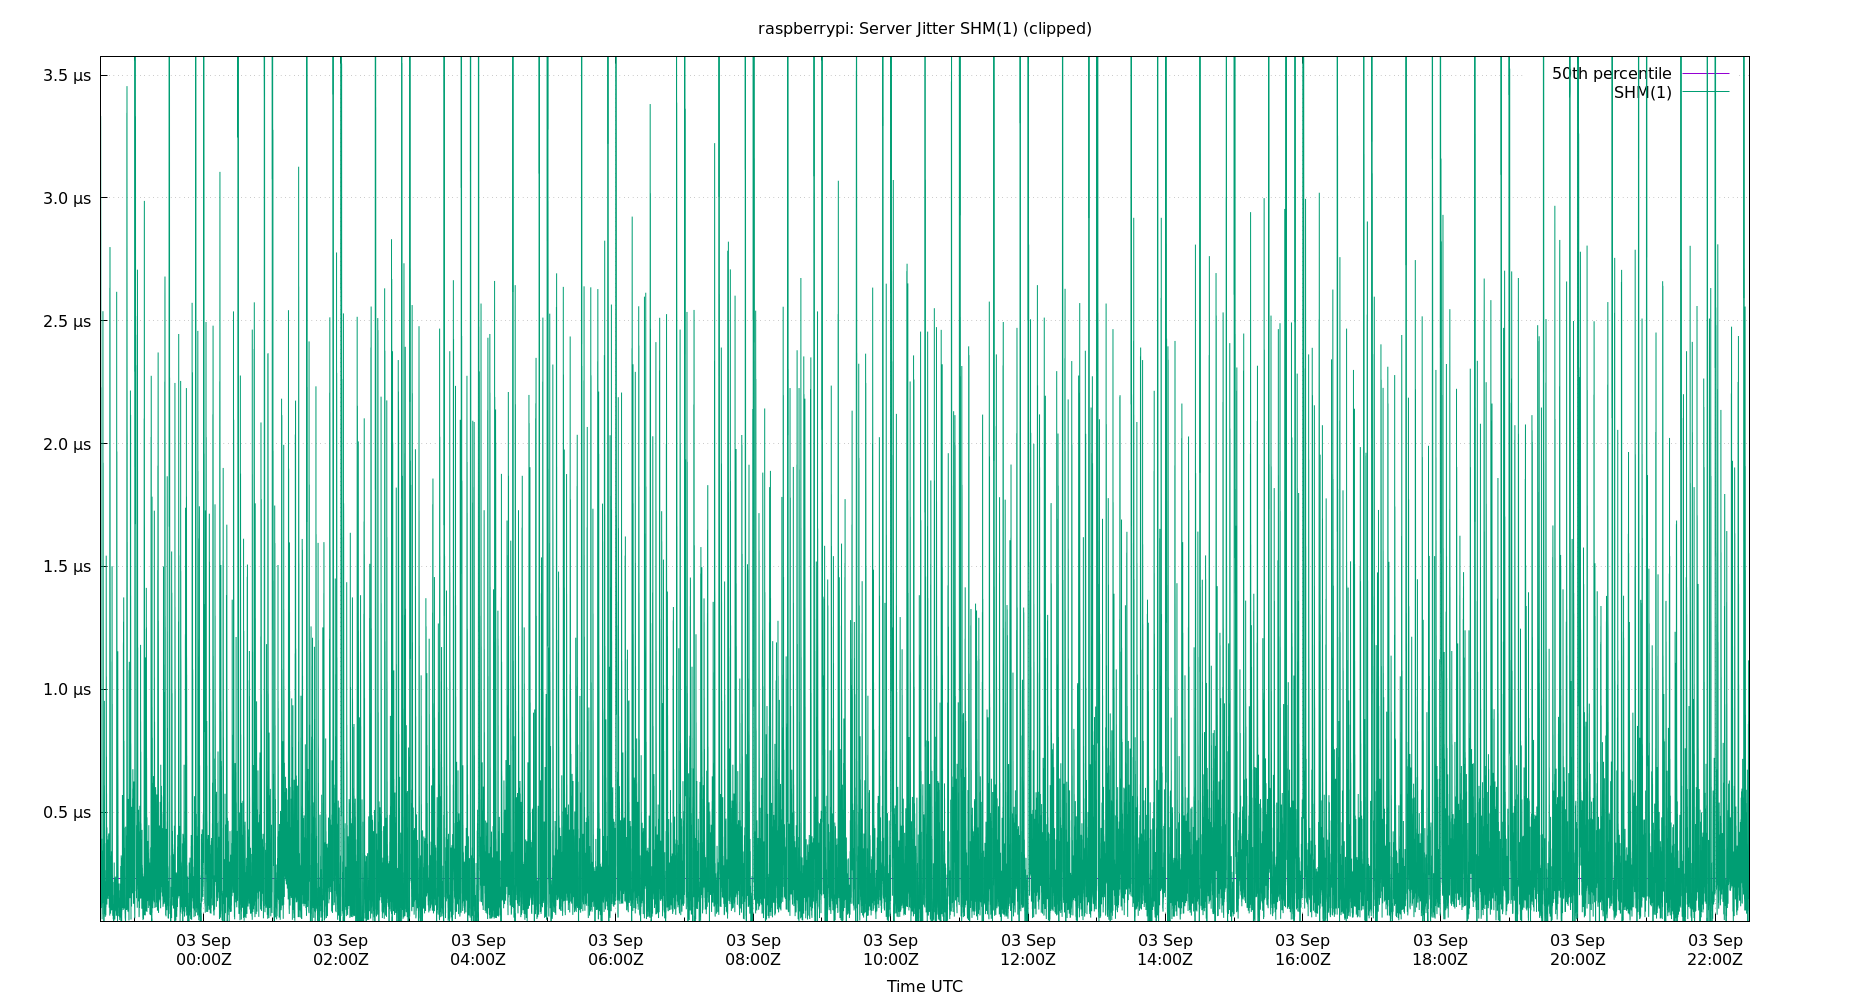 raspberrypi: Server Jitter SHM(1) (clipped)
3.5 µs
3.0 µs
2.5 µs
2.0 µs
1.5 µs
1.0 µs
0.5 µs
50th percentile
SHM(1)
03 Sep 03 Sep 03 Sep 03 Sep 03 Sep 03 Sep 03 Sep 03 Sep 03 Sep 03 Sep 03 Sep 03 Sep
00:00Z 02:00Z 04:00Z 06:00Z 08:00Z 10:00Z 12:00Z 14:00Z 16:00Z 18:00Z 20:00Z 22:00Z
Time UTC